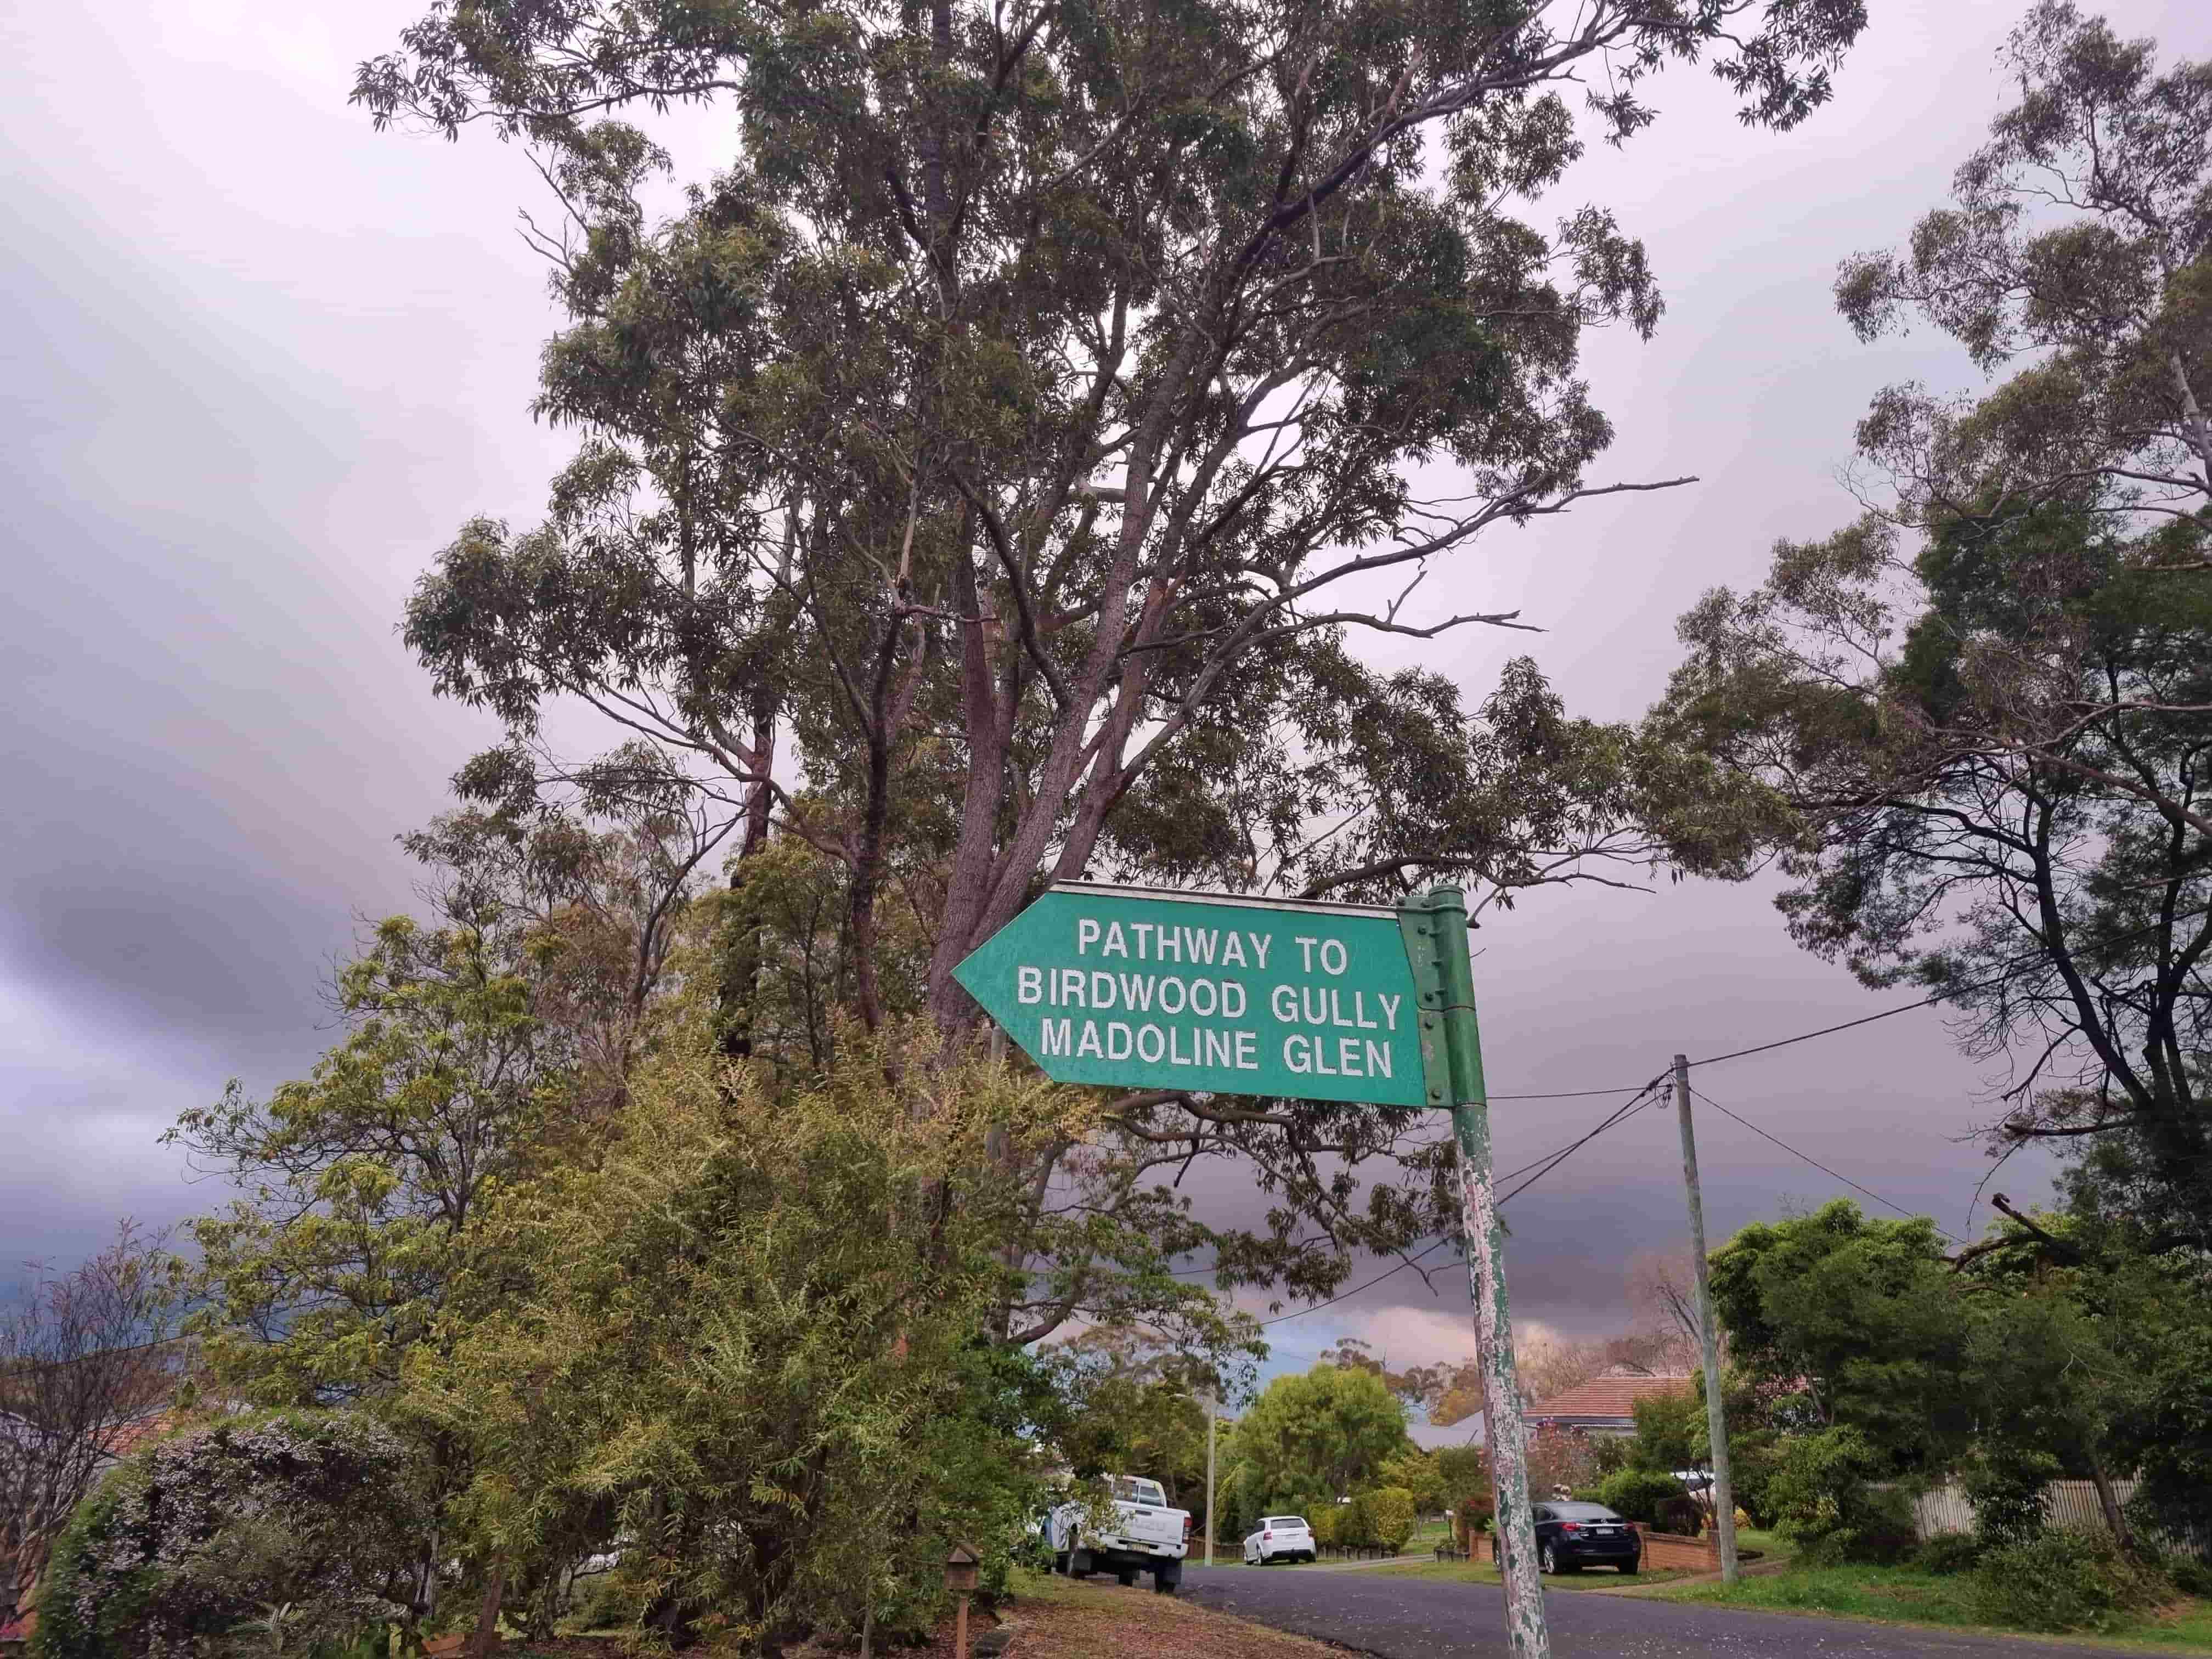 PATHWAY TO
BIRDWOOD GULLY
MADOLINE GLEN